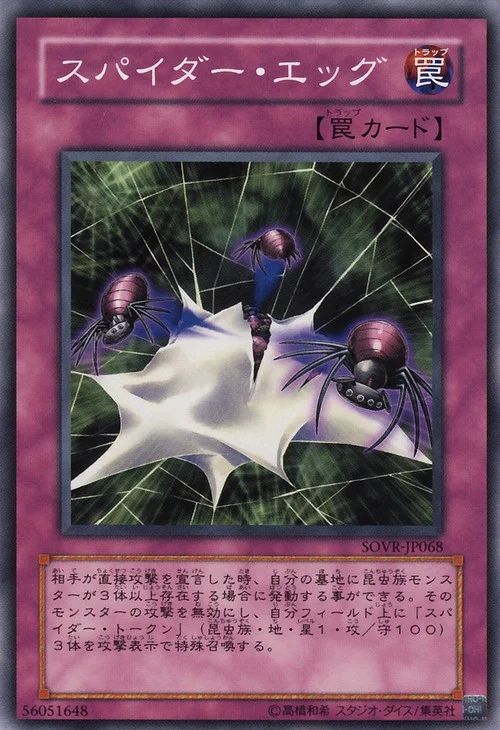 スパイダー・エッグ
トラップ
罠
トラップ
【罠カード】
SOVR-JP068
相手が直接攻撃を宣言した時、自分の墓地に昆虫族モンス
ターが3体以上存在する場合に発動する事ができる。その
モンスターの攻撃を無効にし、自分フィールド上に「スパ
イダー・トークン」(昆虫族・地・星1・攻/守100)
3体を攻撃表示で特殊召喚する。
56051648
©高橋和希 スタジオ・ダイス/集英社